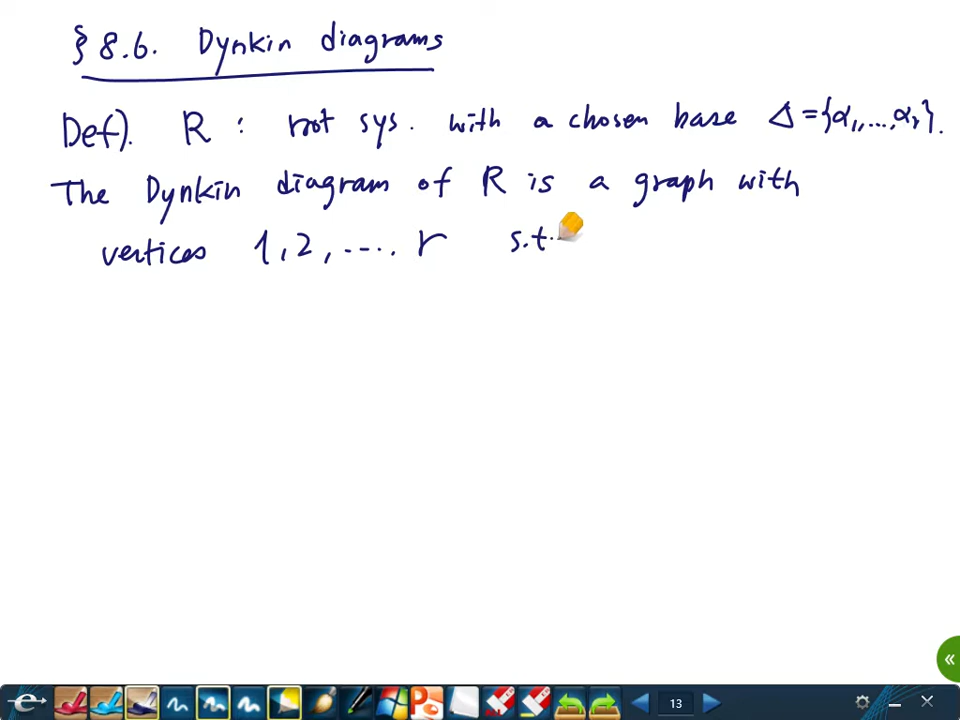 § 8.6. Dynkin diagrams
Def). R : root sys. with a chosen base Δ = {α₁,...,αᵣ}.
The Dynkin diagram of R is a graph with
vertices 1, 2, ..... r s.t.
13